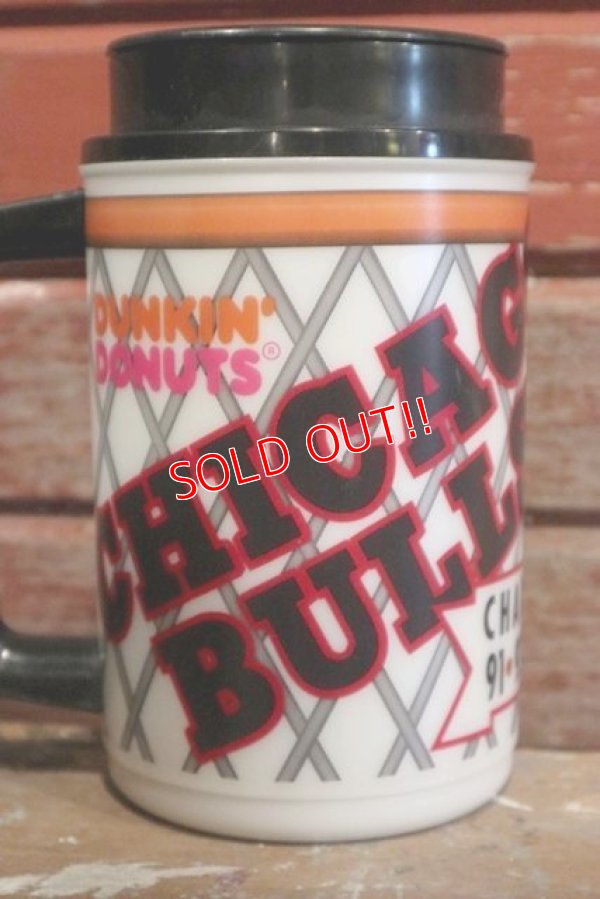 DUNKIN'
DONUTS®
CHICAG
BULL
SOLD OUT!!
CHA
91•